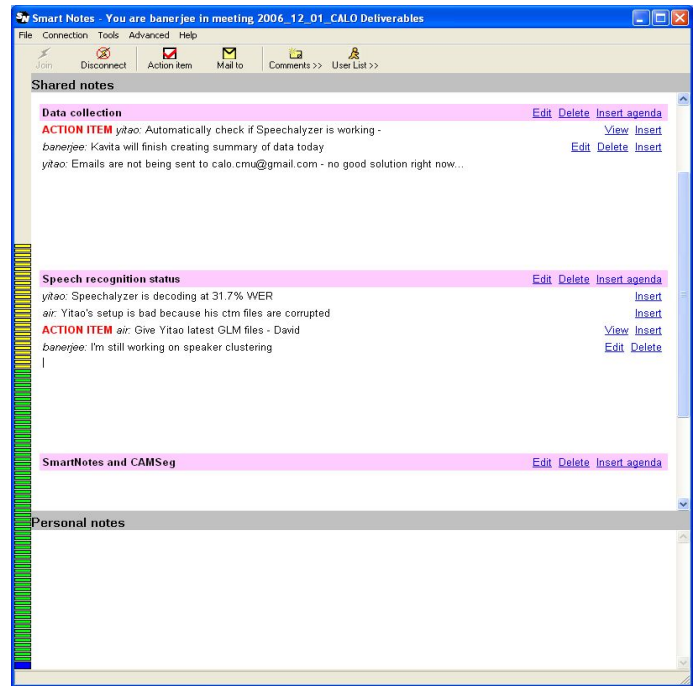 Smart Notes - You are banerjee in meeting 2006_12_01_CALO Deliverables
File Connection Tools Advanced Help
Join Disconnect Action item Mail to Comments >> User List >>
Shared notes
Data collection Edit Delete Insert agenda
ACTION ITEM yitao: Automatically check if Speechalyzer is working - View Insert
banerjee: Kavita will finish creating summary of data today Edit Delete Insert
yitao: Emails are not being sent to calo.cmu@gmail.com - no good solution right now...
Speech recognition status Edit Delete Insert agenda
yitao: Speechalyzer is decoding at 31.7% WER Insert
air: Yitao's setup is bad because his ctm files are corrupted Insert
ACTION ITEM air: Give Yitao latest GLM files - David View Insert
banerjee: I'm still working on speaker clustering Edit Delete
SmartNotes and CAMSeg Edit Delete Insert agenda
Personal notes